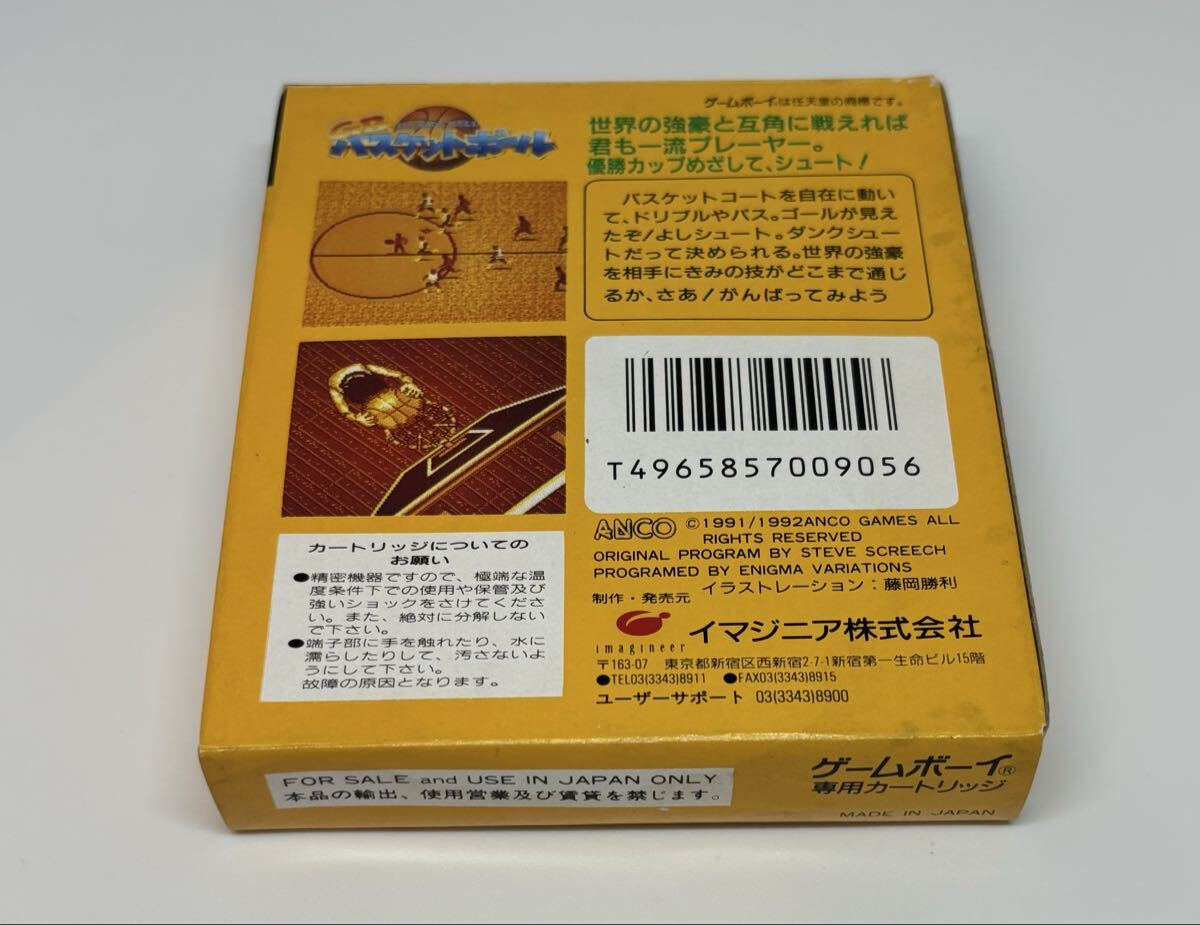 ゲームボーイは任天堂の商標です。
GB
バスケットボール
世界の強豪と互角に戦えれば
君も一流プレーヤー。
優勝カップめざして、シュート!
バスケットコートを自在に動い
て、ドリブルやパス。ゴールが見え
たぞ!よしシュート。ダンクシュー
トだって決められる。世界の強豪
を相手にきみの技がどこまで通じ
るか、さあ!がんばってみよう
T4965857009056
ANCO ©1991/1992ANCO GAMES ALL
RIGHTS RESERVED
ORIGINAL PROGRAM BY STEVE SCREECH
PROGRAMED BY ENIGMA VARIATIONS
イラストレーション:藤岡勝利
制作・発売元
imagineer
イマジニア株式会社
〒163-07 東京都新宿区西新宿2-7-1新宿第一生命ビル15階
●TEL03(3343)8911 ●FAX03(3343)8915
ユーザーサポート 03(3343)8900
カートリッジについての
お願い
●精密機器ですので、極端な温
度条件下での使用や保管及び
強いショックをさけてくださ
い。また、絶対に分解しない
で下さい。
●端子部に手を触れたり、水に
濡らしたりして、汚さないよ
うにして下さい。
故障の原因となります。
FOR SALE and USE IN JAPAN ONLY
本品の輸出、使用営業及び賃貸を禁じます。
ゲームボーイ®
専用カートリッジ
MADE IN JAPAN